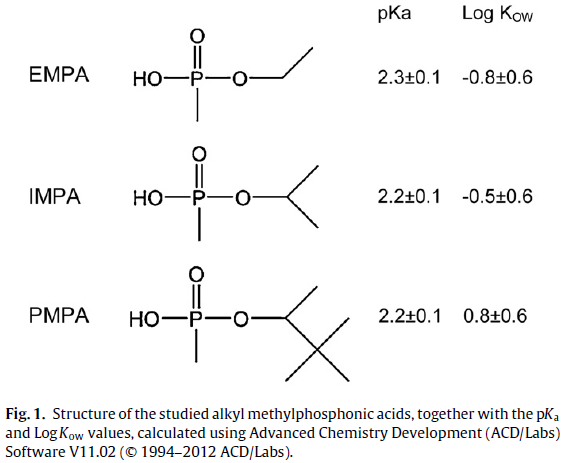 pKa Log KOW
EMPA HO P O O 2.3±0.1 -0.8±0.6
IMPA HO P O O 2.2±0.1 -0.5±0.6
PMPA HO P O O 2.2±0.1 0.8±0.6
Fig. 1. Structure of the studied alkyl methylphosphonic acids, together with the pKa
and Log Kow values, calculated using Advanced Chemistry Development (ACD/Labs)
Software V11.02 (© 1994–2012 ACD/Labs).